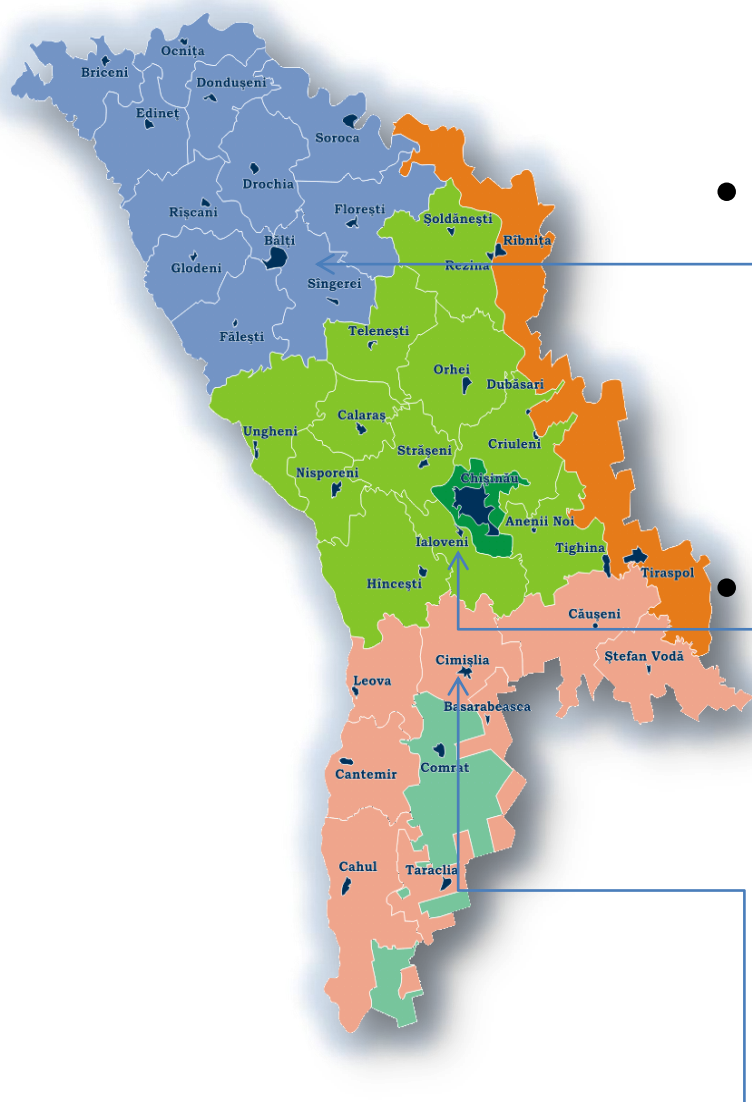 Ocnița
Briceni
Dondușeni
Edineț
Soroca
Drochia
Rîșcani
Florești
Șoldănești
Bălți
Rîbnița
Glodeni
Rezina
Sîngerei
Fălești
Telenești
Orhei
Dubăsari
Calaraș
Ungheni
Criuleni
Strășeni
Nisporeni
Chișinău
Anenii Noi
Ialoveni
Tighina
Tiraspol
Hîncești
Căușeni
Cimișlia
Ștefan Vodă
Leova
Basarabeasca
Comrat
Cantemir
Cahul
Taraclia